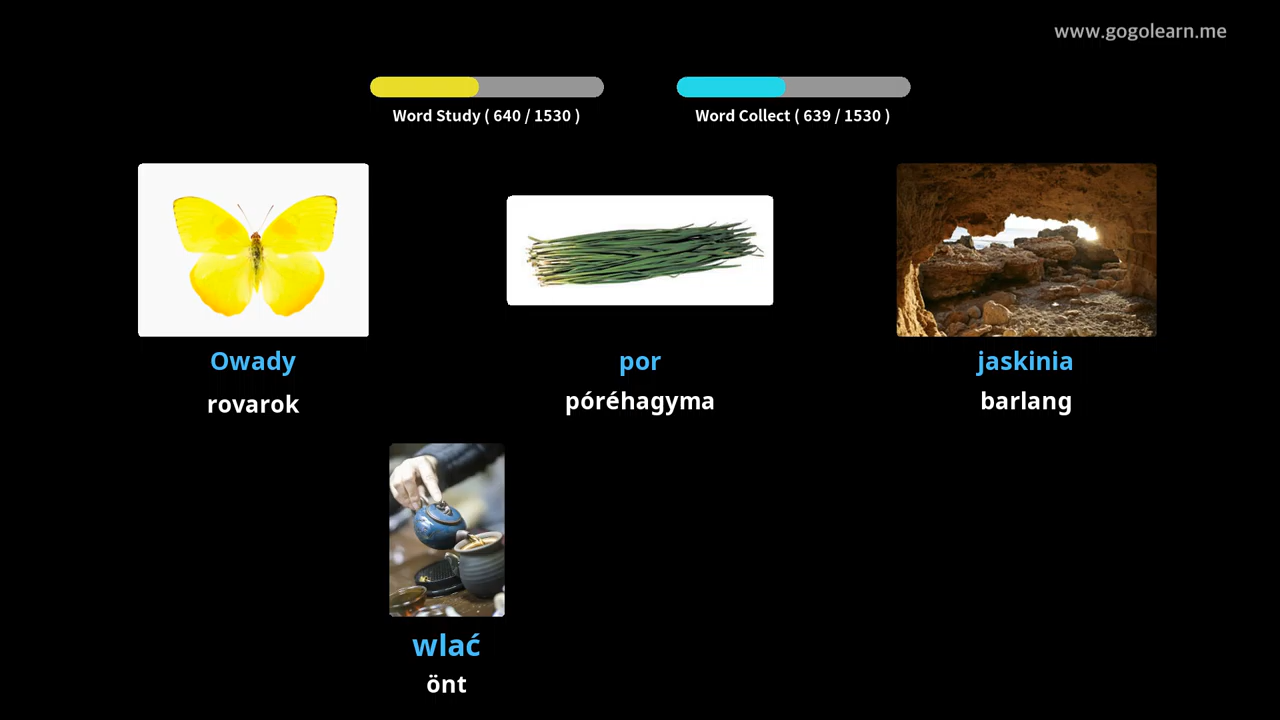 www.gogolearn.me
Word Study ( 640 / 1530 )
Word Collect ( 639 / 1530 )
Owady
rovarok
por
póréhagyma
jaskinia
barlang
wlać
önt